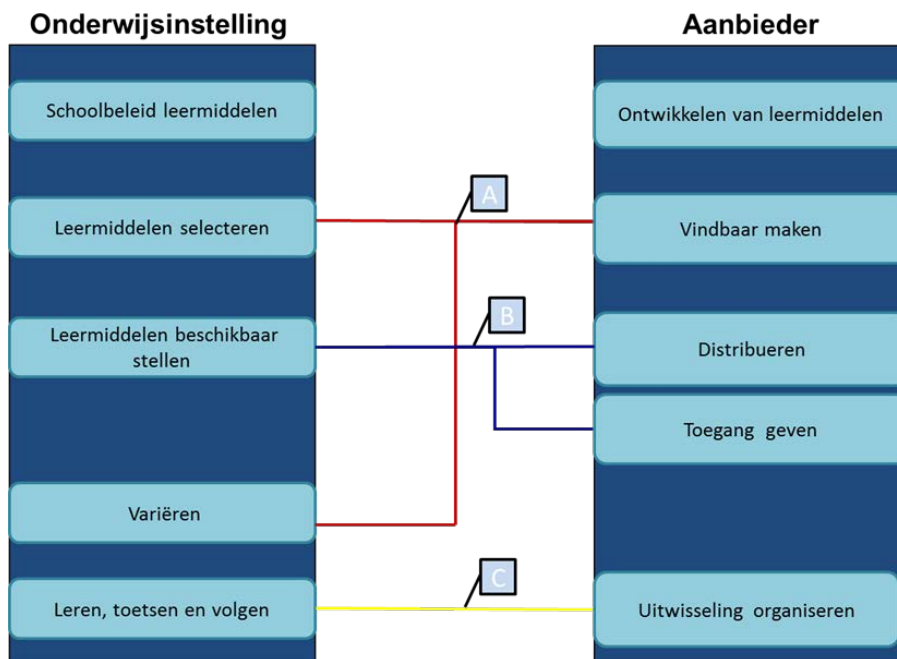 Onderwijsinstelling
Aanbieder
Schoolbeleid leermiddelen
Ontwikkelen van leermiddelen
A
Leermiddelen selecteren
Vindbaar maken
B
Leermiddelen beschikbaar
stellen
Distribueren
Toegang geven
Variëren
C
Leren, toetsen en volgen
Uitwisseling organiseren